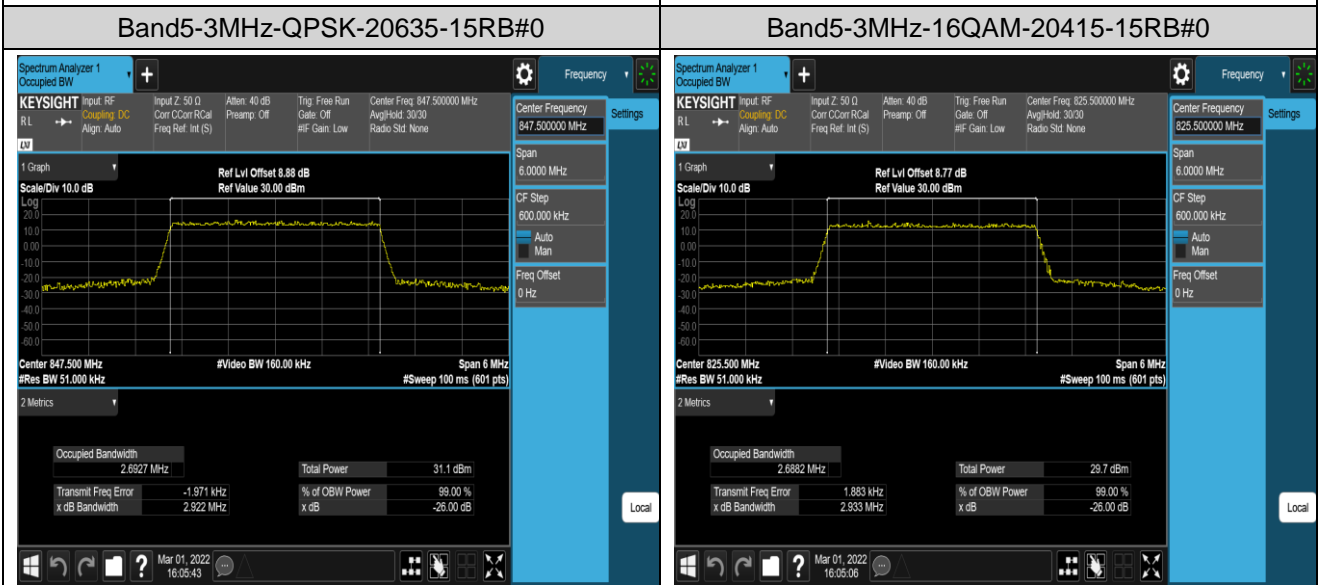 Band5-3MHz-QPSK-20635-15RB#0
Spectrum Analyzer 1
Occupied BW
+
Frequency
KEYSIGHT
RL
LXI
Input: RF
Coupling: DC
Align: Auto
Input Z: 50 Ω
Corr CCorr RCal
Freq Ref: Int (S)
Atten: 40 dB
Preamp: Off
Trig: Free Run
Gate: Off
#IF Gain: Low
Center Freq: 847.500000 MHz
Avg|Hold: 30/30
Radio Std: None
Center Frequency
847.500000 MHz
Settings
Span
6.0000 MHz
CF Step
600.000 kHz
Auto
Man
Freq Offset
0 Hz
Local
1 Graph
Scale/Div 10.0 dB
Ref Lvl Offset 8.88 dB
Ref Value 30.00 dBm
Log
20.0
10.0
0.00
-10.0
-20.0
-30.0
-40.0
-50.0
-60.0
Center 847.500 MHz
#Video BW 160.00 kHz
Span 6 MHz
#Res BW 51.000 kHz
#Sweep 100 ms (601 pts)
2 Metrics
Occupied Bandwidth
2.6927 MHz
Total Power 31.1 dBm
Transmit Freq Error -1.971 kHz
% of OBW Power 99.00 %
x dB Bandwidth 2.922 MHz
x dB -26.00 dB
?
Mar 01, 2022
16:05:43
Band5-3MHz-16QAM-20415-15RB#0
Spectrum Analyzer 1
Occupied BW
+
Frequency
KEYSIGHT
RL
LXI
Input: RF
Coupling: DC
Align: Auto
Input Z: 50 Ω
Corr CCorr RCal
Freq Ref: Int (S)
Atten: 40 dB
Preamp: Off
Trig: Free Run
Gate: Off
#IF Gain: Low
Center Freq: 825.500000 MHz
Avg|Hold: 30/30
Radio Std: None
Center Frequency
825.500000 MHz
Settings
Span
6.0000 MHz
CF Step
600.000 kHz
Auto
Man
Freq Offset
0 Hz
Local
1 Graph
Scale/Div 10.0 dB
Ref Lvl Offset 8.77 dB
Ref Value 30.00 dBm
Log
20.0
10.0
0.00
-10.0
-20.0
-30.0
-40.0
-50.0
-60.0
Center 825.500 MHz
#Video BW 160.00 kHz
Span 6 MHz
#Res BW 51.000 kHz
#Sweep 100 ms (601 pts)
2 Metrics
Occupied Bandwidth
2.6882 MHz
Total Power 29.7 dBm
Transmit Freq Error 1.883 kHz
% of OBW Power 99.00 %
x dB Bandwidth 2.933 MHz
x dB -26.00 dB
?
Mar 01, 2022
16:05:06